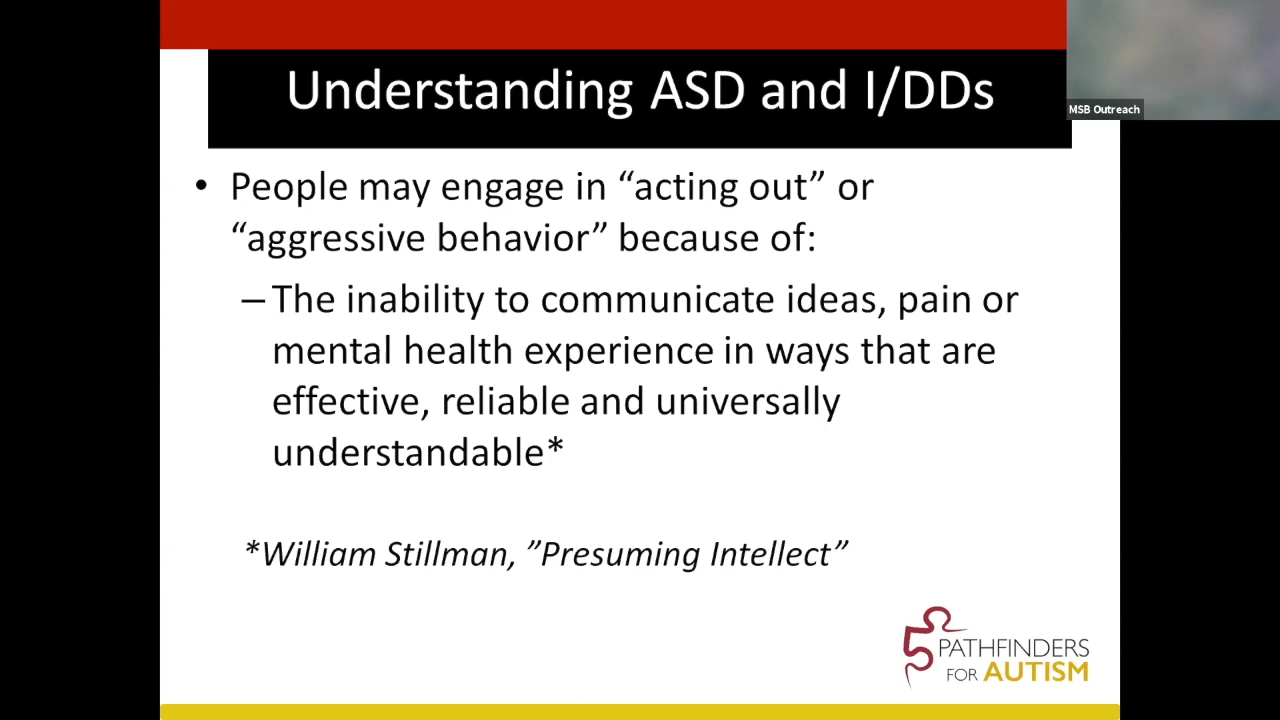 Understanding ASD and I/DDs
MSB Outreach
• People may engage in “acting out” or
“aggressive behavior” because of:
– The inability to communicate ideas, pain or
mental health experience in ways that are
effective, reliable and universally
understandable*
*William Stillman, ”Presuming Intellect”
PATHFINDERS
FOR AUTISM